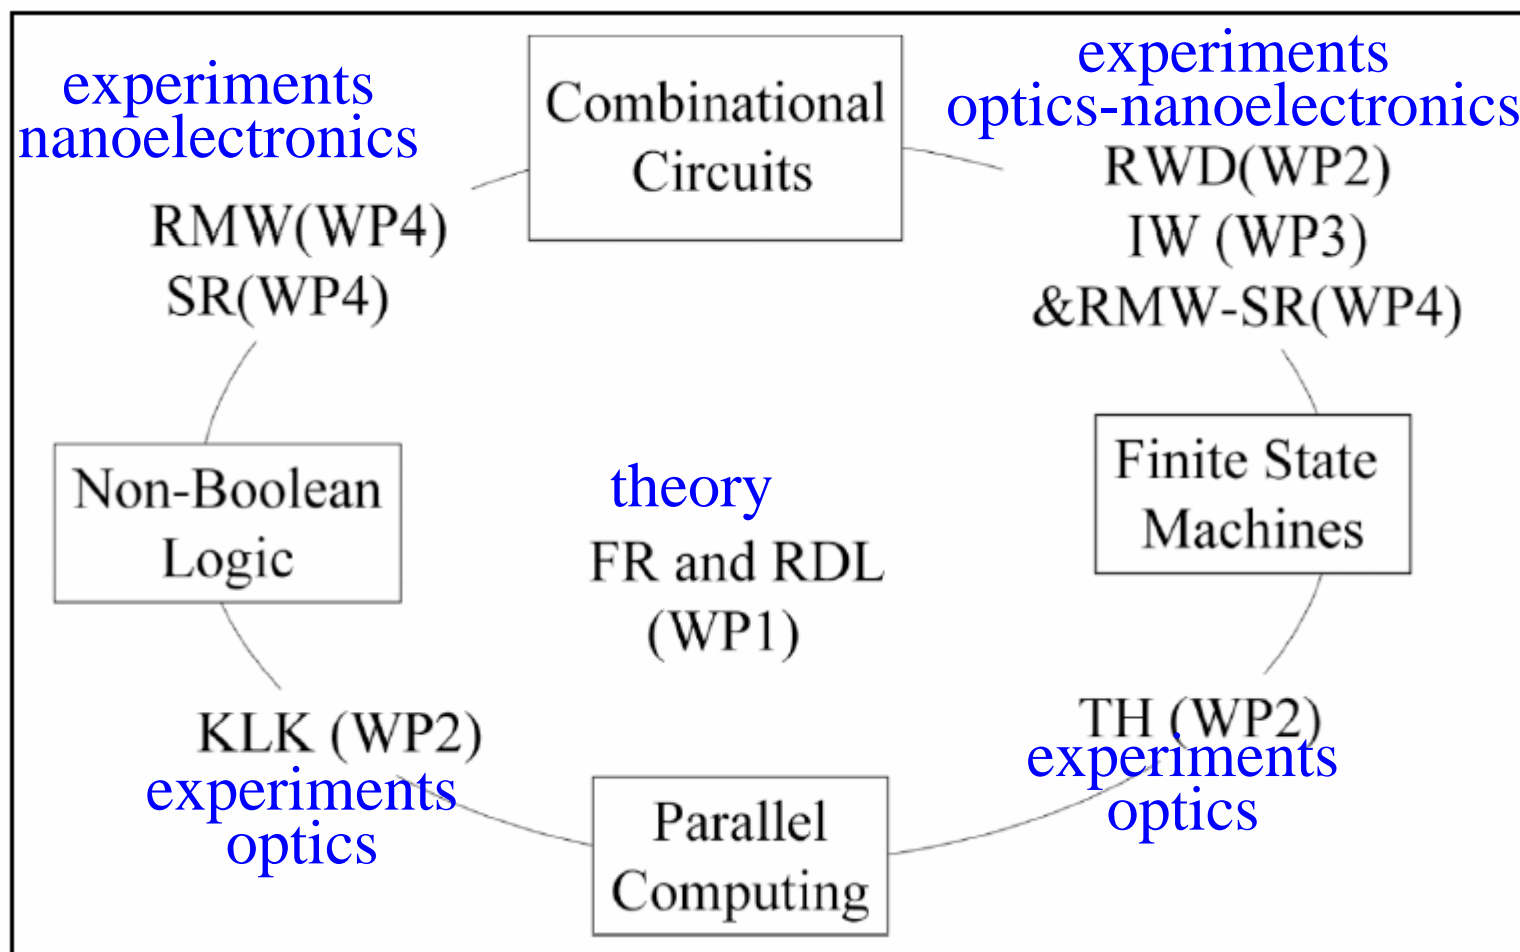 experiments
nanoelectronics
RMW(WP4)
SR(WP4)
Combinational
Circuits
experiments
optics-nanoelectronics
RWD(WP2)
IW (WP3)
&RMW-SR(WP4)
Non-Boolean
Logic
theory
FR and RDL
(WP1)
Finite State
Machines
KLK (WP2)
experiments
optics
Parallel
Computing
TH (WP2)
experiments
optics